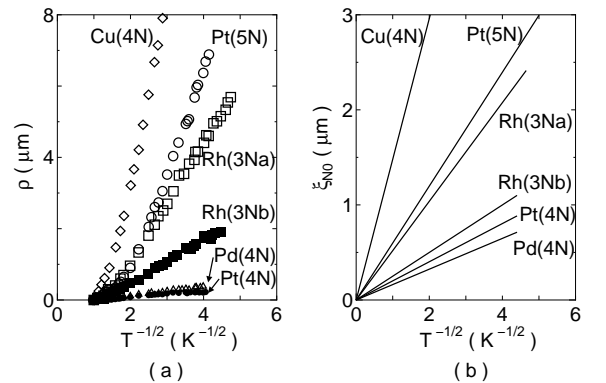 8
Cu(4N)
Pt(5N)
Rh(3Na)
Rh(3Nb)
Pd(4N)
Pt(4N)
4
0
0 2 4 6
ρ ( μm )
T^{-1/2} ( K^{-1/2} )
( a )
3
Cu(4N)
Pt(5N)
2
Rh(3Na)
Rh(3Nb)
1
Pt(4N)
Pd(4N)
0
0 2 4 6
ξ_{N0} ( μm )
T^{-1/2} ( K^{-1/2} )
( b )